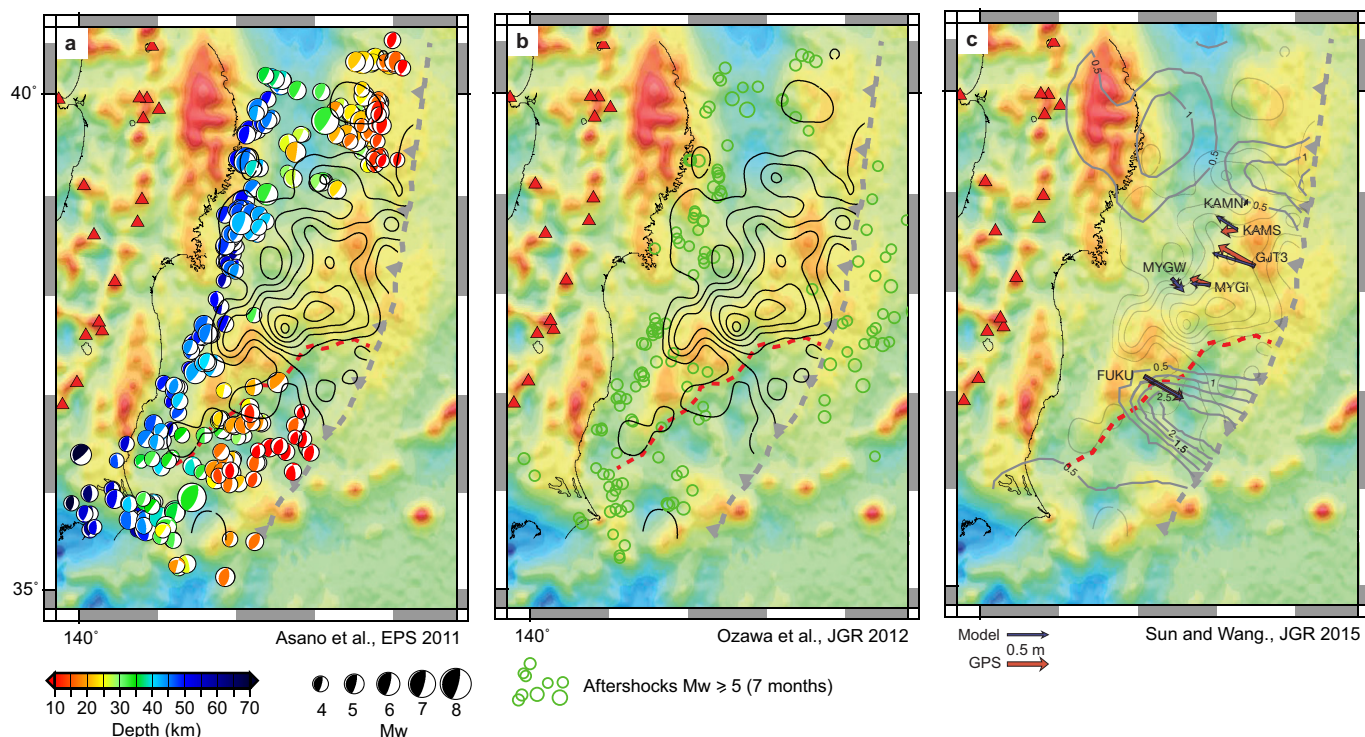 a
b
c
40˚
35˚
140˚
140˚
Asano et al., EPS 2011
Ozawa et al., JGR 2012
Sun and Wang., JGR 2015
0.5
1
0.5
1
0.5
KAMN
KAMS
GJT3
MYGW
MYGI
FUKU
0.5
1
2.5
2
1.5
0.5
10 20 30 40 50 60 70
Depth (km)
4 5 6 7 8
Mw
Aftershocks Mw ⩾ 5 (7 months)
Model
0.5 m
GPS